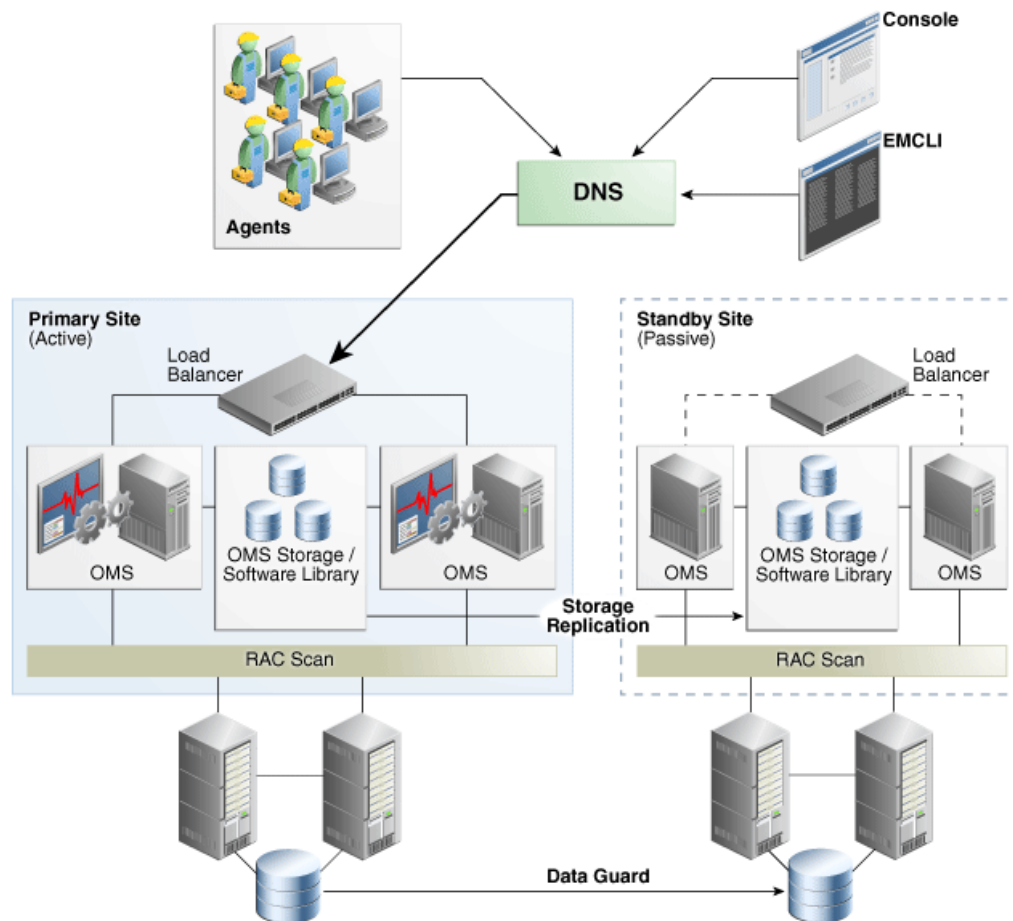 Console
EMCLI
Agents
DNS
Primary Site
(Active)
Load
Balancer
OMS
OMS Storage /
Software Library
OMS
RAC Scan
Standby Site
(Passive)
Load
Balancer
OMS
OMS Storage /
Software Library
OMS
RAC Scan
Storage
Replication
Data Guard